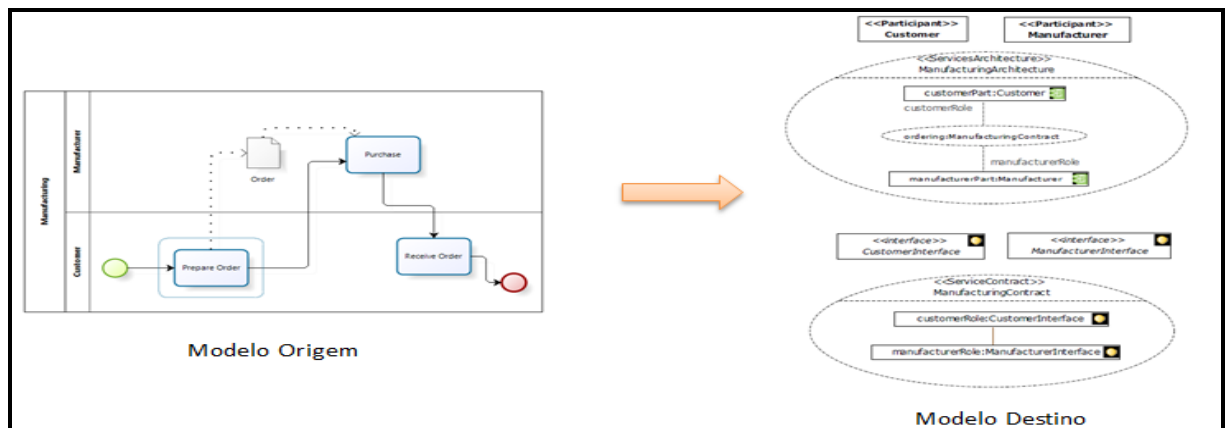 Manufacturing
Manufacturer
Customer
Order
Purchase
Prepare Order
Receive Order
Modelo Origem
<<Participant>>
Customer
<<Participant>>
Manufacturer
<<ServicesArchitecture>>
ManufacturingArchitecture
customerPart:Customer
customerRole
ordering:ManufacturingContract
manufacturerRole
manufacturerPart:Manufacturer
<<interface>>
CustomerInterface
<<interface>>
ManufacturerInterface
<<ServiceContract>>
ManufacturingContract
customerRole:CustomerInterface
manufacturerRole:ManufacturerInterface
Modelo Destino